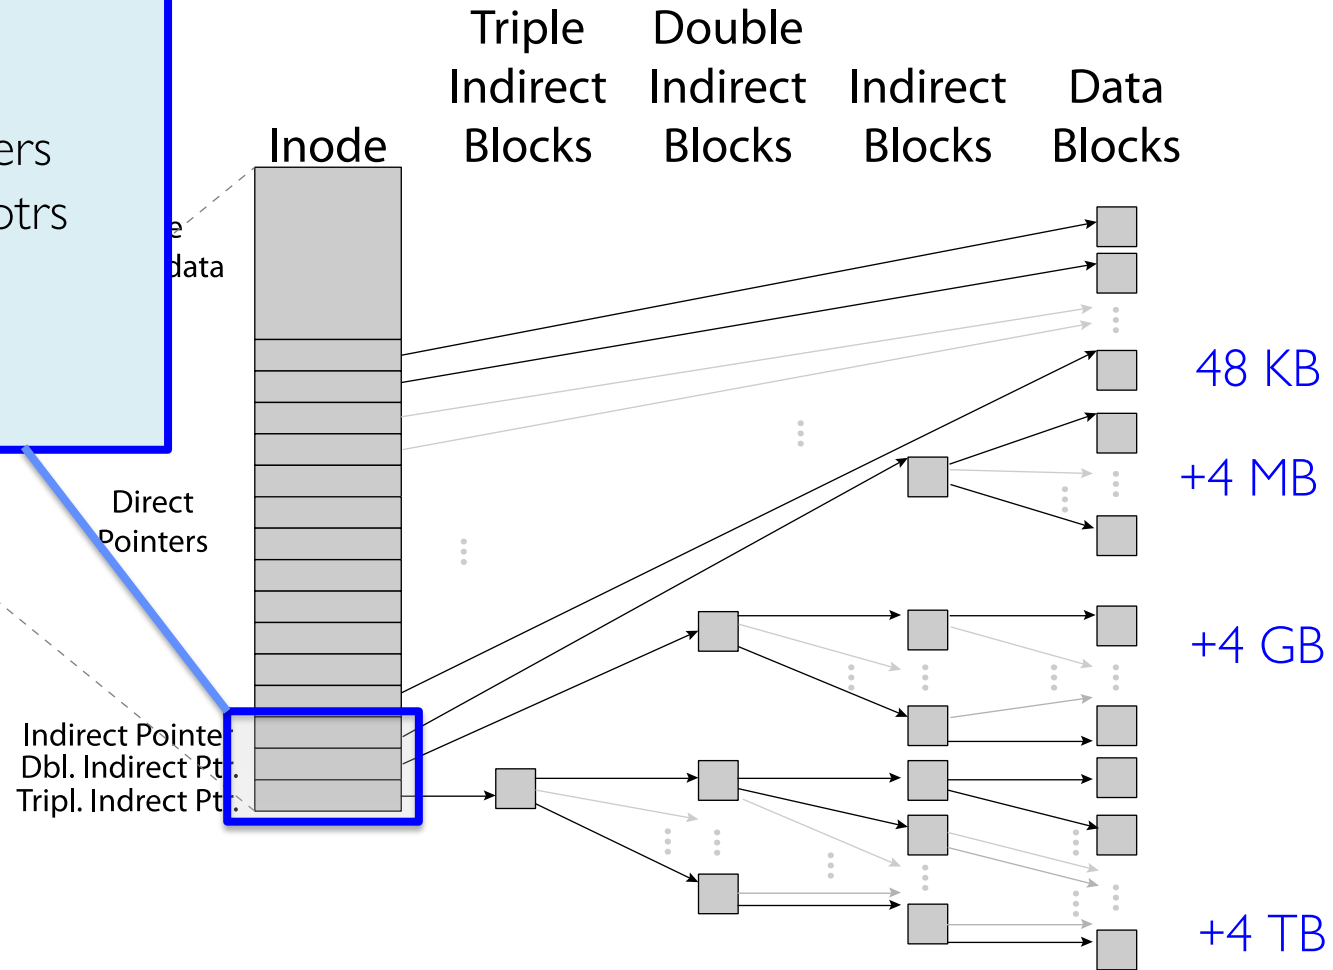 Triple
Indirect
Blocks
Double
Indirect
Blocks
Indirect
Blocks
Data
Blocks
Inode
ers
otrs
e
data
Direct
Pointers
Indirect Pointer
Dbl. Indirect Ptr.
Tripl. Indrect Ptr.
48 KB
+4 MB
+4 GB
+4 TB